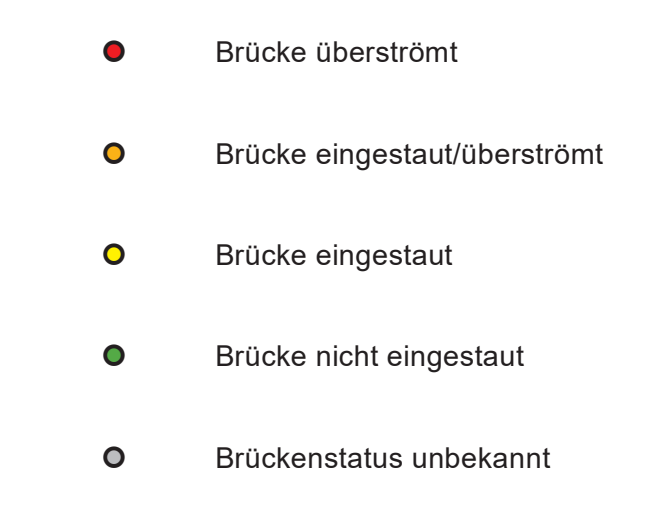 Brücke überströmt
Brücke eingestaut/überströmt
Brücke eingestaut
Brücke nicht eingestaut
Brückenstatus unbekannt